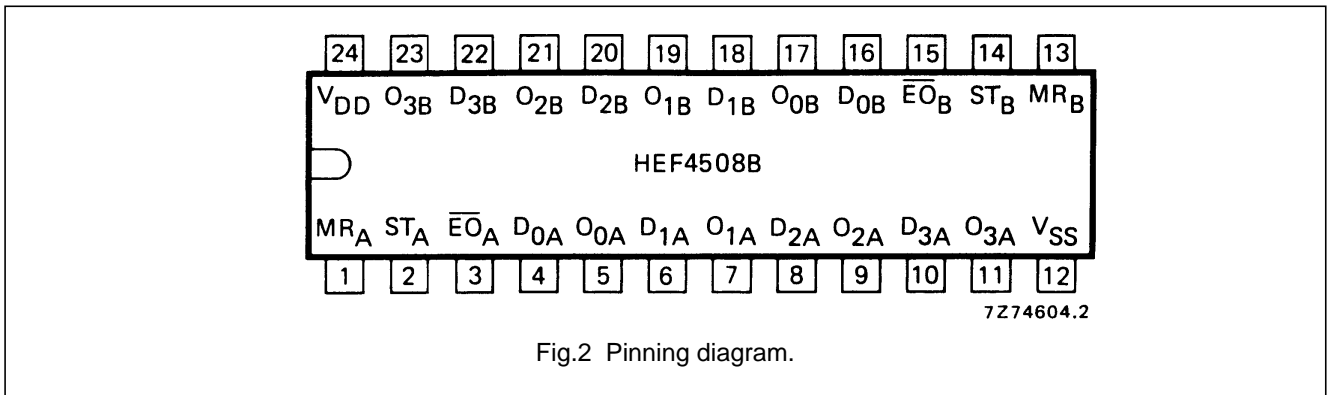 24 23 22 21 20 19 18 17 16 15 14 13
VDD O3B D3B O2B D2B O1B D1B O0B D0B E̅O̅B STB MRB
HEF4508B
MRA STA E̅O̅A D0A O0A D1A O1A D2A O2A D3A O3A VSS
1 2 3 4 5 6 7 8 9 10 11 12
7Z74604.2
Fig.2 Pinning diagram.